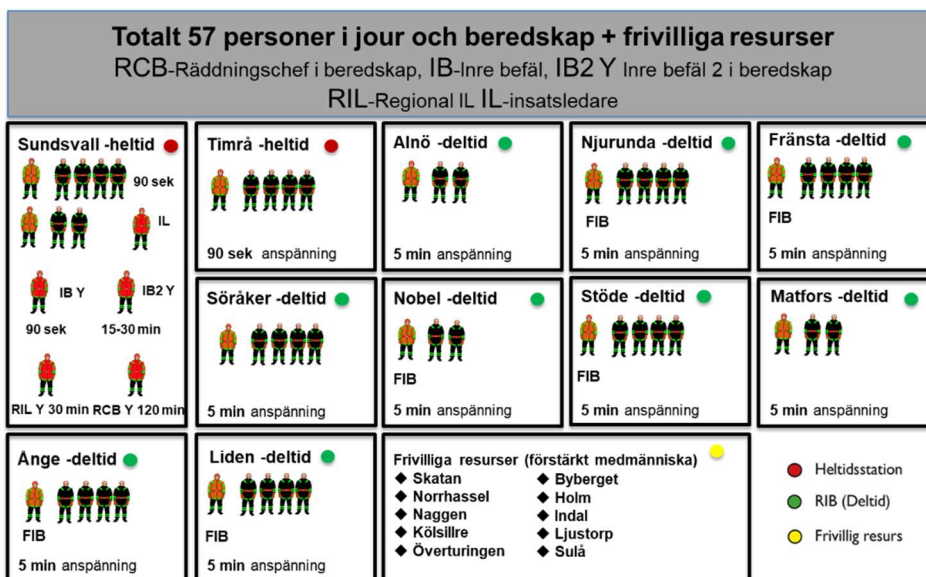 Totalt 57 personer i jour och beredskap + frivilliga resurser
RCB-Räddningschef i beredskap, IB-Inre befäl, IB2 Y Inre befäl 2 i beredskap
RIL-Regional IL IL-insatsledare
Sundsvall -heltid
90 sek
IL
IB Y
IB2 Y
90 sek
15-30 min
RIL Y 30 min
RCB Y 120 min
Timrå -heltid
90 sek anspänning
Alnö -deltid
5 min anspänning
Njurunda -deltid
FIB
5 min anspänning
Fränsta -deltid
FIB
5 min anspänning
Söråker -deltid
5 min anspänning
Nobel -deltid
FIB
5 min anspänning
Stöde -deltid
FIB
5 min anspänning
Matfors -deltid
5 min anspänning
Ånge -deltid
FIB
5 min anspänning
Liden -deltid
FIB
5 min anspänning
Frivilliga resurser (förstärkt medmänniska)
◆ Skatan
◆ Norrhassel
◆ Naggen
◆ Kölsillre
◆ Överturingen
◆ Byberget
◆ Holm
◆ Indal
◆ Ljustorp
◆ Sulå
Heltidsstation
RIB (Deltid)
Frivillig resurs